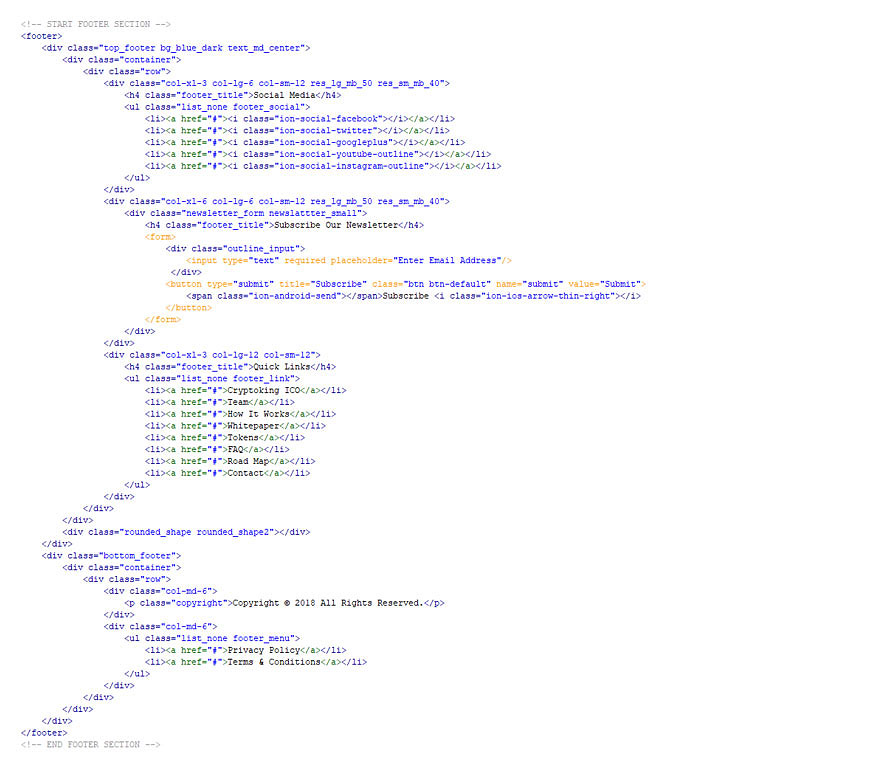 <!-- START FOOTER SECTION -->
<footer>
<div class="top_footer bg_blue_dark text_md_center">
<div class="container">
<div class="row">
<div class="col-xl-3 col-lg-6 col-sm-12 res_lg_mb_50 res_sm_mb_40">
<h4 class="footer_title">Social Media</h4>
<ul class="list_none footer_social">
<li><a href="#"><i class="ion-social-facebook"></i></a></li>
<li><a href="#"><i class="ion-social-twitter"></i></a></li>
<li><a href="#"><i class="ion-social-googleplus"></i></a></li>
<li><a href="#"><i class="ion-social-youtube-outline"></i></a></li>
<li><a href="#"><i class="ion-social-instagram-outline"></i></a></li>
</ul>
</div>
<div class="col-xl-6 col-lg-6 col-sm-12 res_lg_mb_50 res_sm_mb_40">
<div class="newsletter_form newslattter_small">
<h4 class="footer_title">Subscribe Our Newsletter</h4>
<form>
<div class="outline_input">
<input type="text" required placeholder="Enter Email Address"/>
</div>
<button type="submit" title="Subscribe" class="btn btn-default" name="submit" value="Submit">
<span class="ion-android-send"></span>Subscribe <i class="ion-ios-arrow-thin-right"></i>
</button>
</form>
</div>
</div>
<div class="col-xl-3 col-lg-12 col-sm-12">
<h4 class="footer_title">Quick Links</h4>
<ul class="list_none footer_link">
<li><a href="#">Cryptoking ICO</a></li>
<li><a href="#">Team</a></li>
<li><a href="#">How It Works</a></li>
<li><a href="#">Whitepaper</a></li>
<li><a href="#">Tokens</a></li>
<li><a href="#">FAQ</a></li>
<li><a href="#">Road Map</a></li>
<li><a href="#">Contact</a></li>
</ul>
</div>
</div>
</div>
<div class="rounded_shape rounded_shape2"></div>
</div>
<div class="bottom_footer">
<div class="container">
<div class="row">
<div class="col-md-6">
<p class="copyright">Copyright © 2018 All Rights Reserved.</p>
</div>
<div class="col-md-6">
<ul class="list_none footer_menu">
<li><a href="#">Privacy Policy</a></li>
<li><a href="#">Terms & Conditions</a></li>
</ul>
</div>
</div>
</div>
</div>
</footer>
<!-- END FOOTER SECTION -->